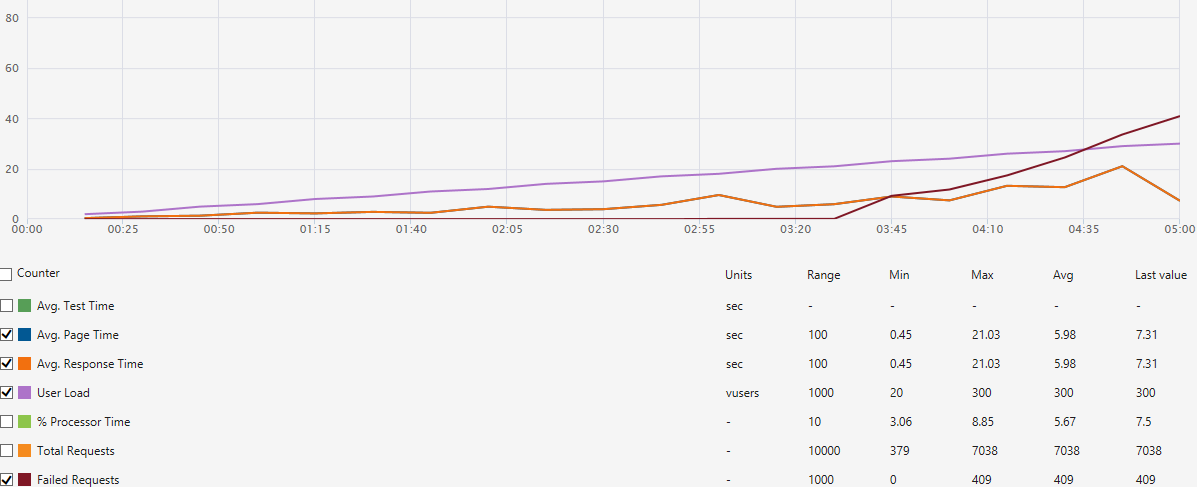 80
60
40
20
0
00:00 00:25 00:50 01:15 01:40 02:05 02:30 02:55 03:20 03:45 04:10 04:35 05:00
Counter Units Range Min Max Avg Last value
Avg. Test Time sec - - - - -
Avg. Page Time sec 100 0.45 21.03 5.98 7.31
Avg. Response Time sec 100 0.45 21.03 5.98 7.31
User Load vusers 1000 20 300 300 300
% Processor Time - 10 3.06 8.85 5.67 7.5
Total Requests - 10000 379 7038 7038 7038
Failed Requests - 1000 0 409 409 409